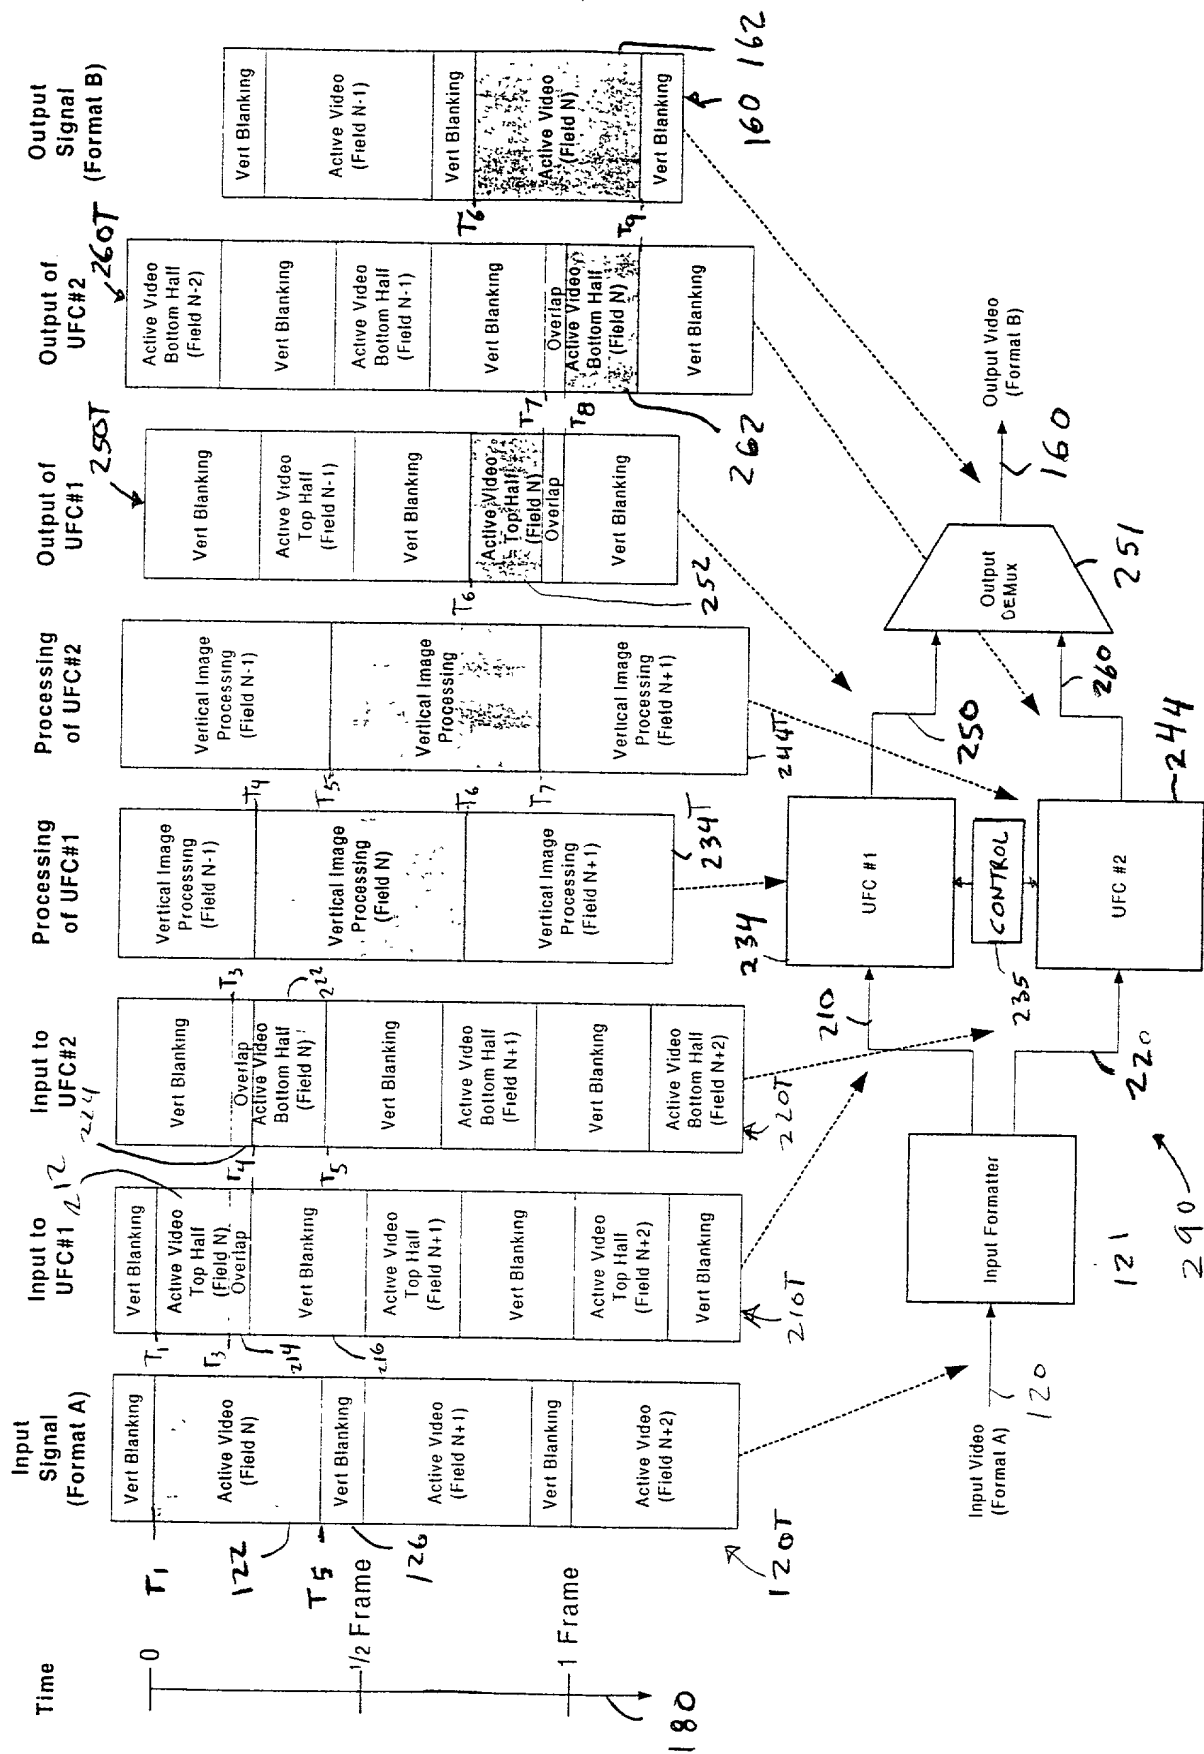 Time
0
1/2 Frame
1 Frame
180
Input
Signal
(Format A)
Vert Blanking
T1
Active Video
(Field N)
122
T5
Vert Blanking
126
Active Video
(Field N+1)
Vert Blanking
Active Video
(Field N+2)
120T
Input to
UFC#1
212
Vert Blanking
T1
Active Video
Top Half
(Field N)
T3
Overlap
214
Vert Blanking
216
Active Video
Top Half
(Field N+1)
Vert Blanking
Active Video
Top Half
(Field N+2)
Vert Blanking
210T
Input to
UFC#2
224
Vert Blanking
T3
Overlap
T4
Active Video
Bottom Half
(Field N)
222
T5
Vert Blanking
Active Video
Bottom Half
(Field N+1)
Vert Blanking
Active Video
Bottom Half
(Field N+2)
220T
Processing
of UFC#1
Vertical Image
Processing
(Field N-1)
T4
Vertical Image
Processing
(Field N)
T6
Vertical Image
Processing
(Field N+1)
234T
Processing
of UFC#2
Vertical Image
Processing
(Field N-1)
T5
Vertical Image
Processing
T7
Vertical Image
Processing
(Field N+1)
244T
Output of
UFC#1
250T
Vert Blanking
Active Video
Top Half
(Field N-1)
Vert Blanking
T6
Active Video
Top Half
(Field N)
252
Overlap
Vert Blanking
Output of
UFC#2
260T
Active Video
Bottom Half
(Field N-2)
Vert Blanking
Active Video
Bottom Half
(Field N-1)
Vert Blanking
T7
Overlap
T8
Active Video
Bottom Half
(Field N)
262
Vert Blanking
Output
Signal
(Format B)
Vert Blanking
Active Video
(Field N-1)
Vert Blanking
T6
Active Video
(Field N)
T9
162
Vert Blanking
160
Input Video
(Format A)
120
Input Formatter
121
210
220
290
234
UFC #1
CONTROL
235
UFC #2
244
250
260
Output
DEMux
251
Output Video
(Format B)
160